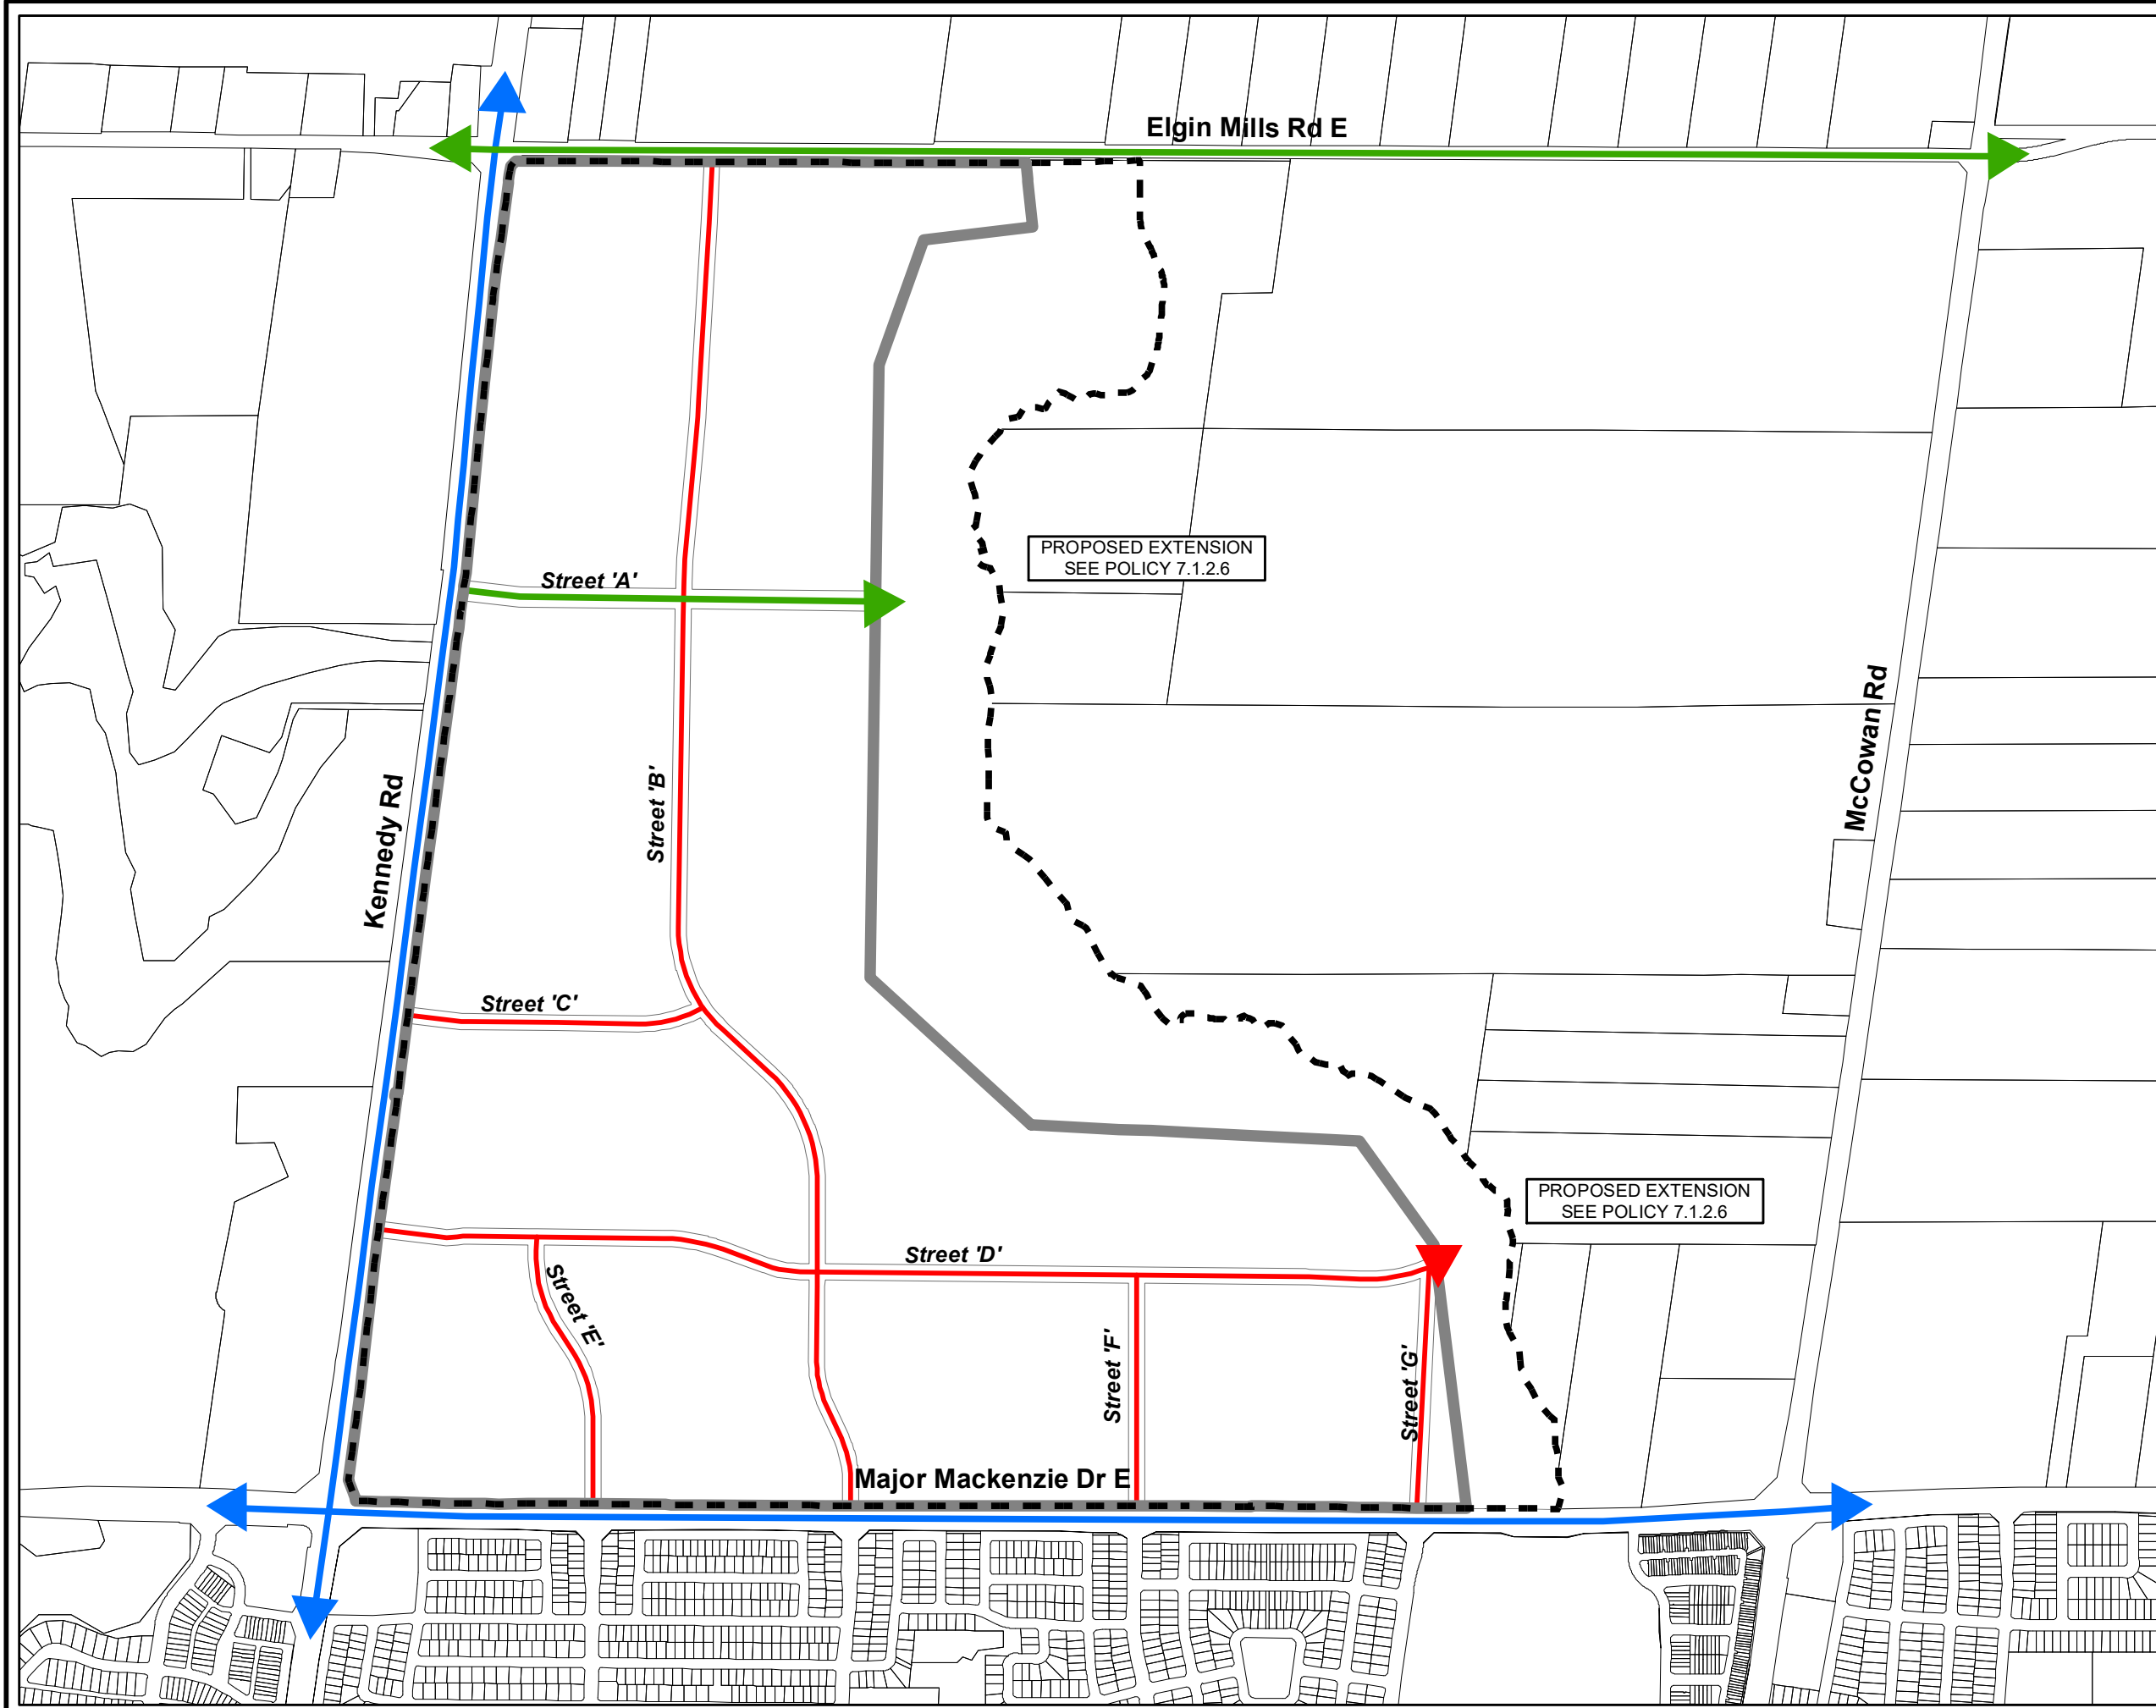 Elgin Mills Rd E
PROPOSED EXTENSION
SEE POLICY 7.1.2.6
Street 'A'
McCowan Rd
Street 'B'
Kennedy Rd
Street 'C'
PROPOSED EXTENSION
SEE POLICY 7.1.2.6
Street 'D'
Street 'E'
Street 'F'
Street 'G'
Major Mackenzie Dr E